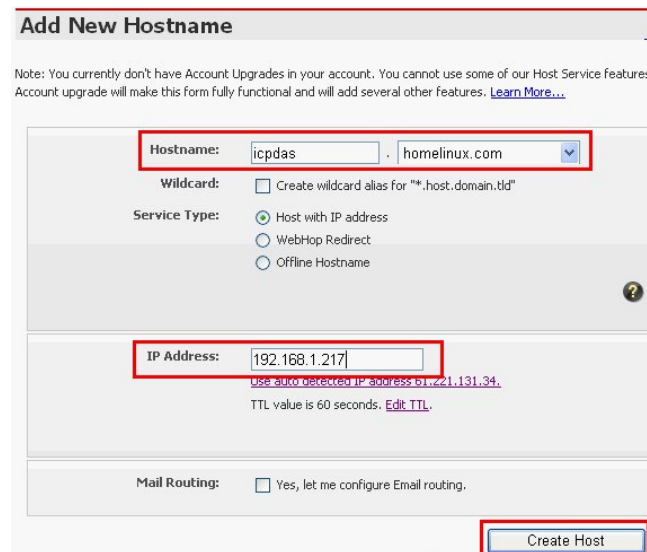 Add New Hostname
Note: You currently don't have Account Upgrades in your account. You cannot use some of our Host Service features
Account upgrade will make this form fully functional and will add several other features. Learn More...
Hostname: icpdas . homelinux.com
Wildcard: Create wildcard alias for "*.host.domain.tld"
Service Type: Host with IP address
WebHop Redirect
Offline Hostname
?
IP Address: 192.168.1.217
Use auto detected IP address 61.221.131.34.
TTL value is 60 seconds. Edit TTL.
Mail Routing: Yes, let me configure Email routing.
Create Host